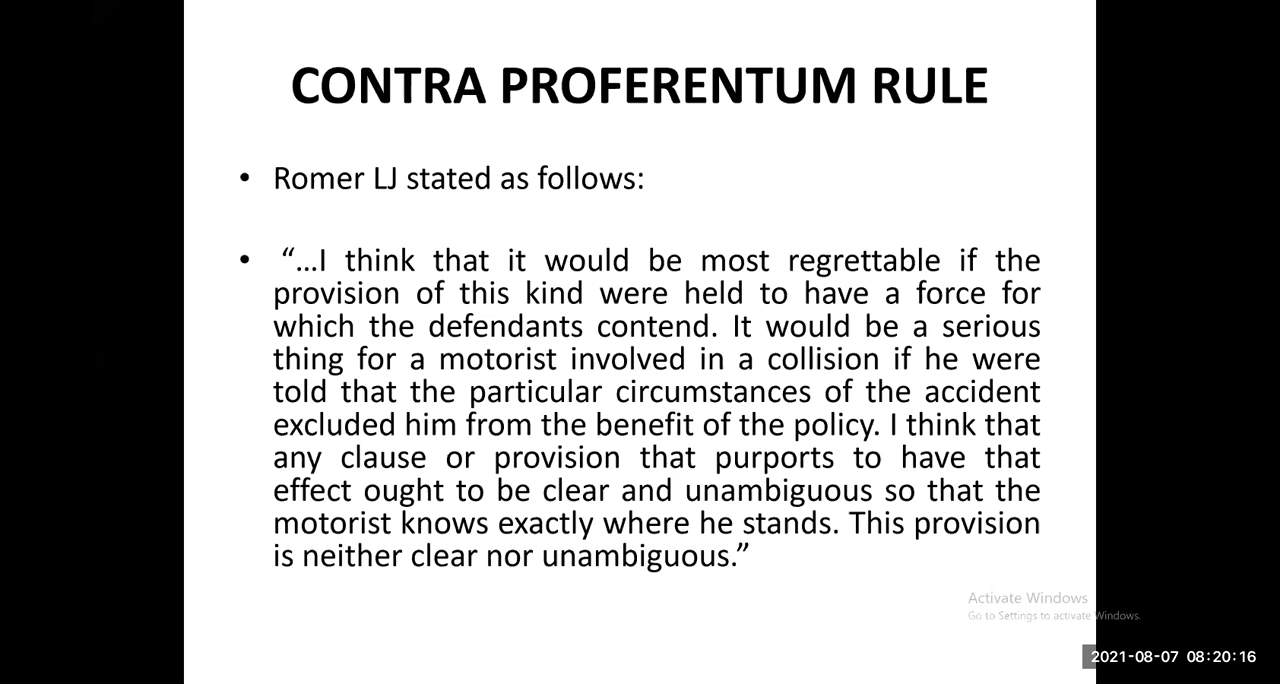 CONTRA PROFERENTUM RULE
• Romer LJ stated as follows:
• “…I think that it would be most regrettable if the
provision of this kind were held to have a force for
which the defendants contend. It would be a serious
thing for a motorist involved in a collision if he were
told that the particular circumstances of the accident
excluded him from the benefit of the policy. I think that
any clause or provision that purports to have that
effect ought to be clear and unambiguous so that the
motorist knows exactly where he stands. This provision
is neither clear nor unambiguous.”
Activate Windows
Go to Settings to activate Windows.
2021-08-07 08:20:16